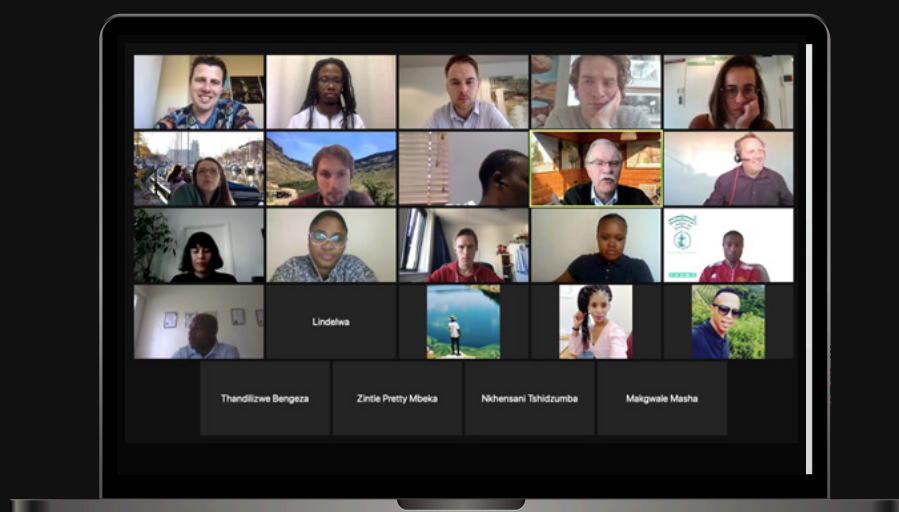 Lindelwa
Thandilizwe Bengeza
Zintle Pretty Mbeka
Nkhensani Tshidzumba
Makgwale Masha